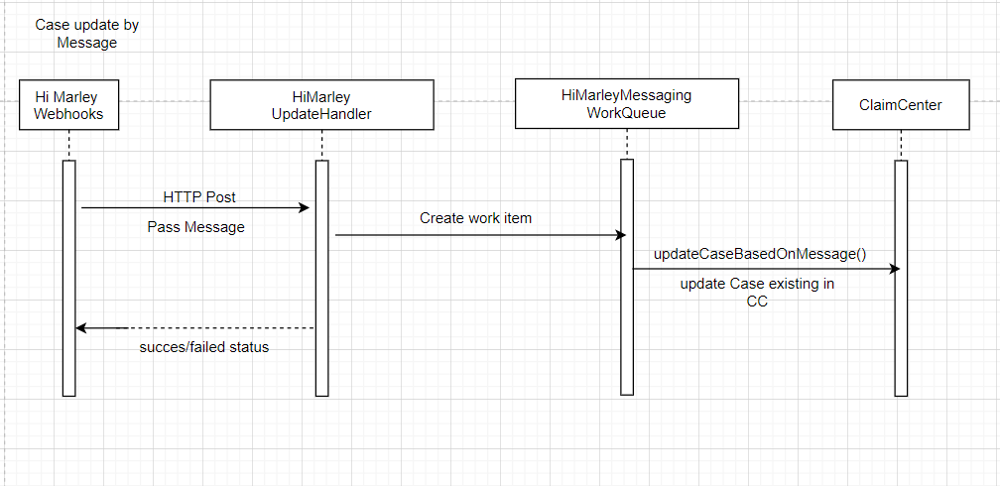 Case update by
Message
Hi Marley
Webhooks
HiMarley
UpdateHandler
HiMarleyMessaging
WorkQueue
ClaimCenter
HTTP Post
Pass Message
Create work item
updateCaseBasedOnMessage()
update Case existing in
CC
succes/failed status